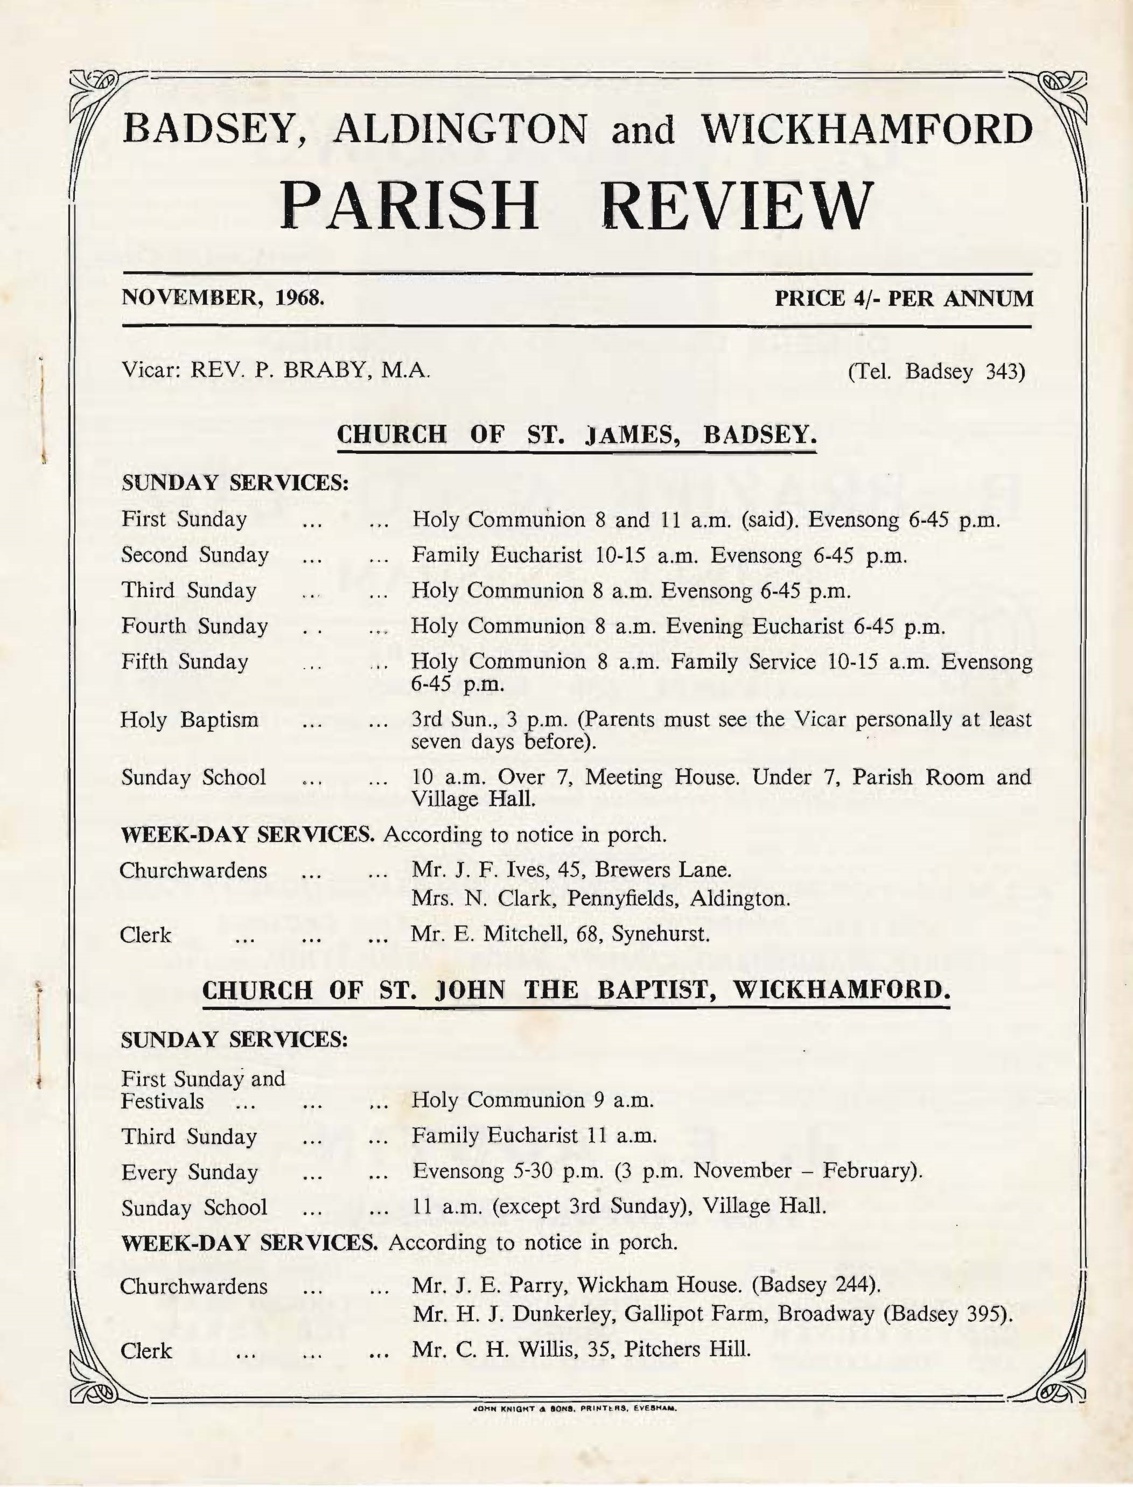 BADSEY, ALDINGTON and WICKHAMFORD
PARISH REVIEW
NOVEMBER, 1968. PRICE 4/- PER ANNUM
Vicar: REV. P. BRABY, M.A. (Tel. Badsey 343)
CHURCH OF ST. JAMES, BADSEY.
SUNDAY SERVICES:
First Sunday ... ... Holy Communion 8 and 11 a.m. (said). Evensong 6-45 p.m.
Second Sunday ... ... Family Eucharist 10-15 a.m. Evensong 6-45 p.m.
Third Sunday ... ... Holy Communion 8 a.m. Evensong 6-45 p.m.
Fourth Sunday . . ... Holy Communion 8 a.m. Evening Eucharist 6-45 p.m.
Fifth Sunday ... ... Holy Communion 8 a.m. Family Service 10-15 a.m. Evensong
6-45 p.m.
Holy Baptism ... ... 3rd Sun., 3 p.m. (Parents must see the Vicar personally at least
seven days before).
Sunday School ... ... 10 a.m. Over 7, Meeting House. Under 7, Parish Room and
Village Hall.
WEEK-DAY SERVICES. According to notice in porch.
Churchwardens ... ... Mr. J. F. Ives, 45, Brewers Lane.
Mrs. N. Clark, Pennyfields, Aldington.
Clerk ... ... ... Mr. E. Mitchell, 68, Synehurst.
CHURCH OF ST. JOHN THE BAPTIST, WICKHAMFORD.
SUNDAY SERVICES:
First Sunday and
Festivals ... ... ... Holy Communion 9 a.m.
Third Sunday ... ... Family Eucharist 11 a.m.
Every Sunday ... ... Evensong 5-30 p.m. (3 p.m. November – February).
Sunday School ... ... 11 a.m. (except 3rd Sunday), Village Hall.
WEEK-DAY SERVICES. According to notice in porch.
Churchwardens ... ... Mr. J. E. Parry, Wickham House. (Badsey 244).
Mr. H. J. Dunkerley, Gallipot Farm, Broadway (Badsey 395).
Clerk ... ... ... Mr. C. H. Willis, 35, Pitchers Hill.
JOHN KNIGHT & SONS, PRINTERS, EVESHAM.